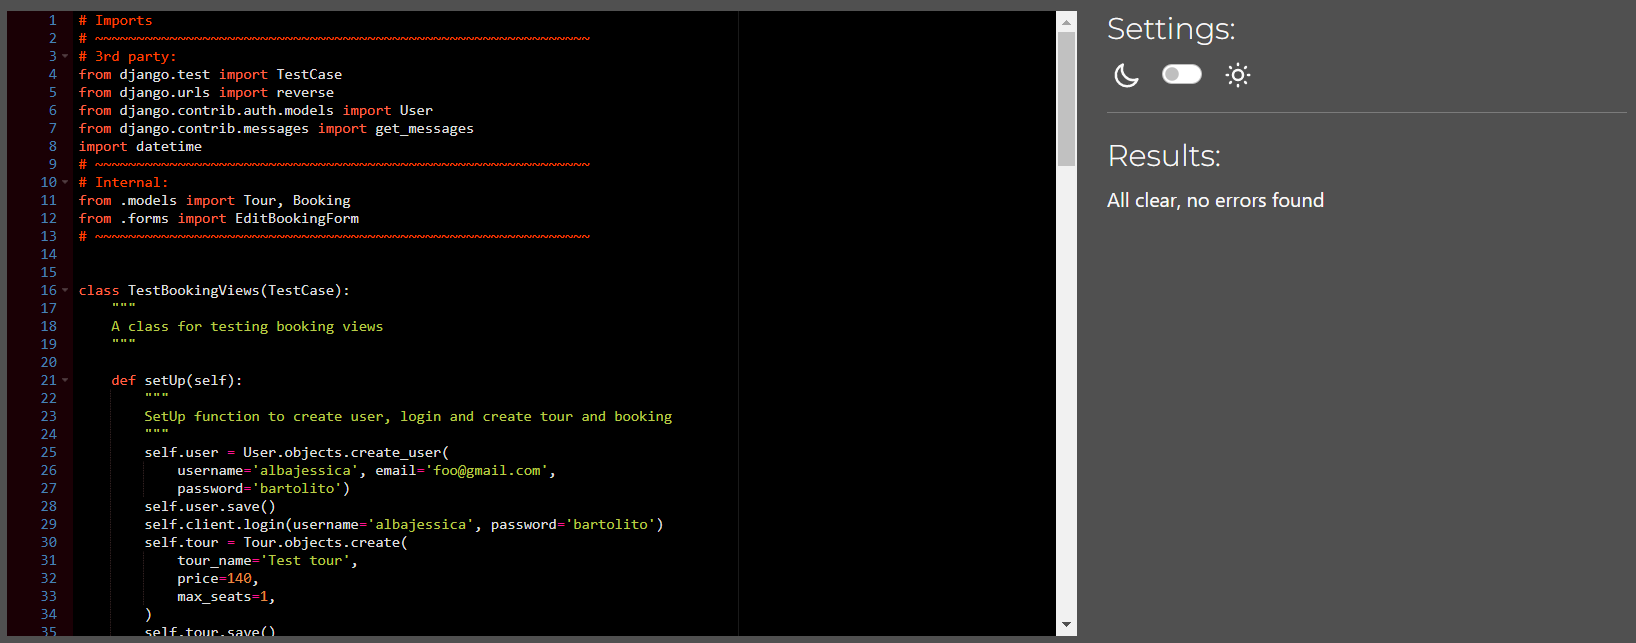 1 # Imports
2 # ~~~~~~~~~~~~~~~~~~~~~~~~~~~~~~~~~~~~~~~~~~~~~~~~~~~~~~~~~~~~
3 # 3rd party:
4 from django.test import TestCase
5 from django.urls import reverse
6 from django.contrib.auth.models import User
7 from django.contrib.messages import get_messages
8 import datetime
9 # ~~~~~~~~~~~~~~~~~~~~~~~~~~~~~~~~~~~~~~~~~~~~~~~~~~~~~~~~~~~~
10 # Internal:
11 from .models import Tour, Booking
12 from .forms import EditBookingForm
13 # ~~~~~~~~~~~~~~~~~~~~~~~~~~~~~~~~~~~~~~~~~~~~~~~~~~~~~~~~~~~~
14
15
16 class TestBookingViews(TestCase):
17     """
18     A class for testing booking views
19     """
20
21     def setUp(self):
22         """
23         SetUp function to create user, login and create tour and booking
24         """
25         self.user = User.objects.create_user(
26             username='albajessica', email='foo@gmail.com',
27             password='bartolito')
28         self.user.save()
29         self.client.login(username='albajessica', password='bartolito')
30         self.tour = Tour.objects.create(
31             tour_name='Test tour',
32             price=140,
33             max_seats=1,
34         )
35         self.tour.save()
Settings:
Results:
All clear, no errors found